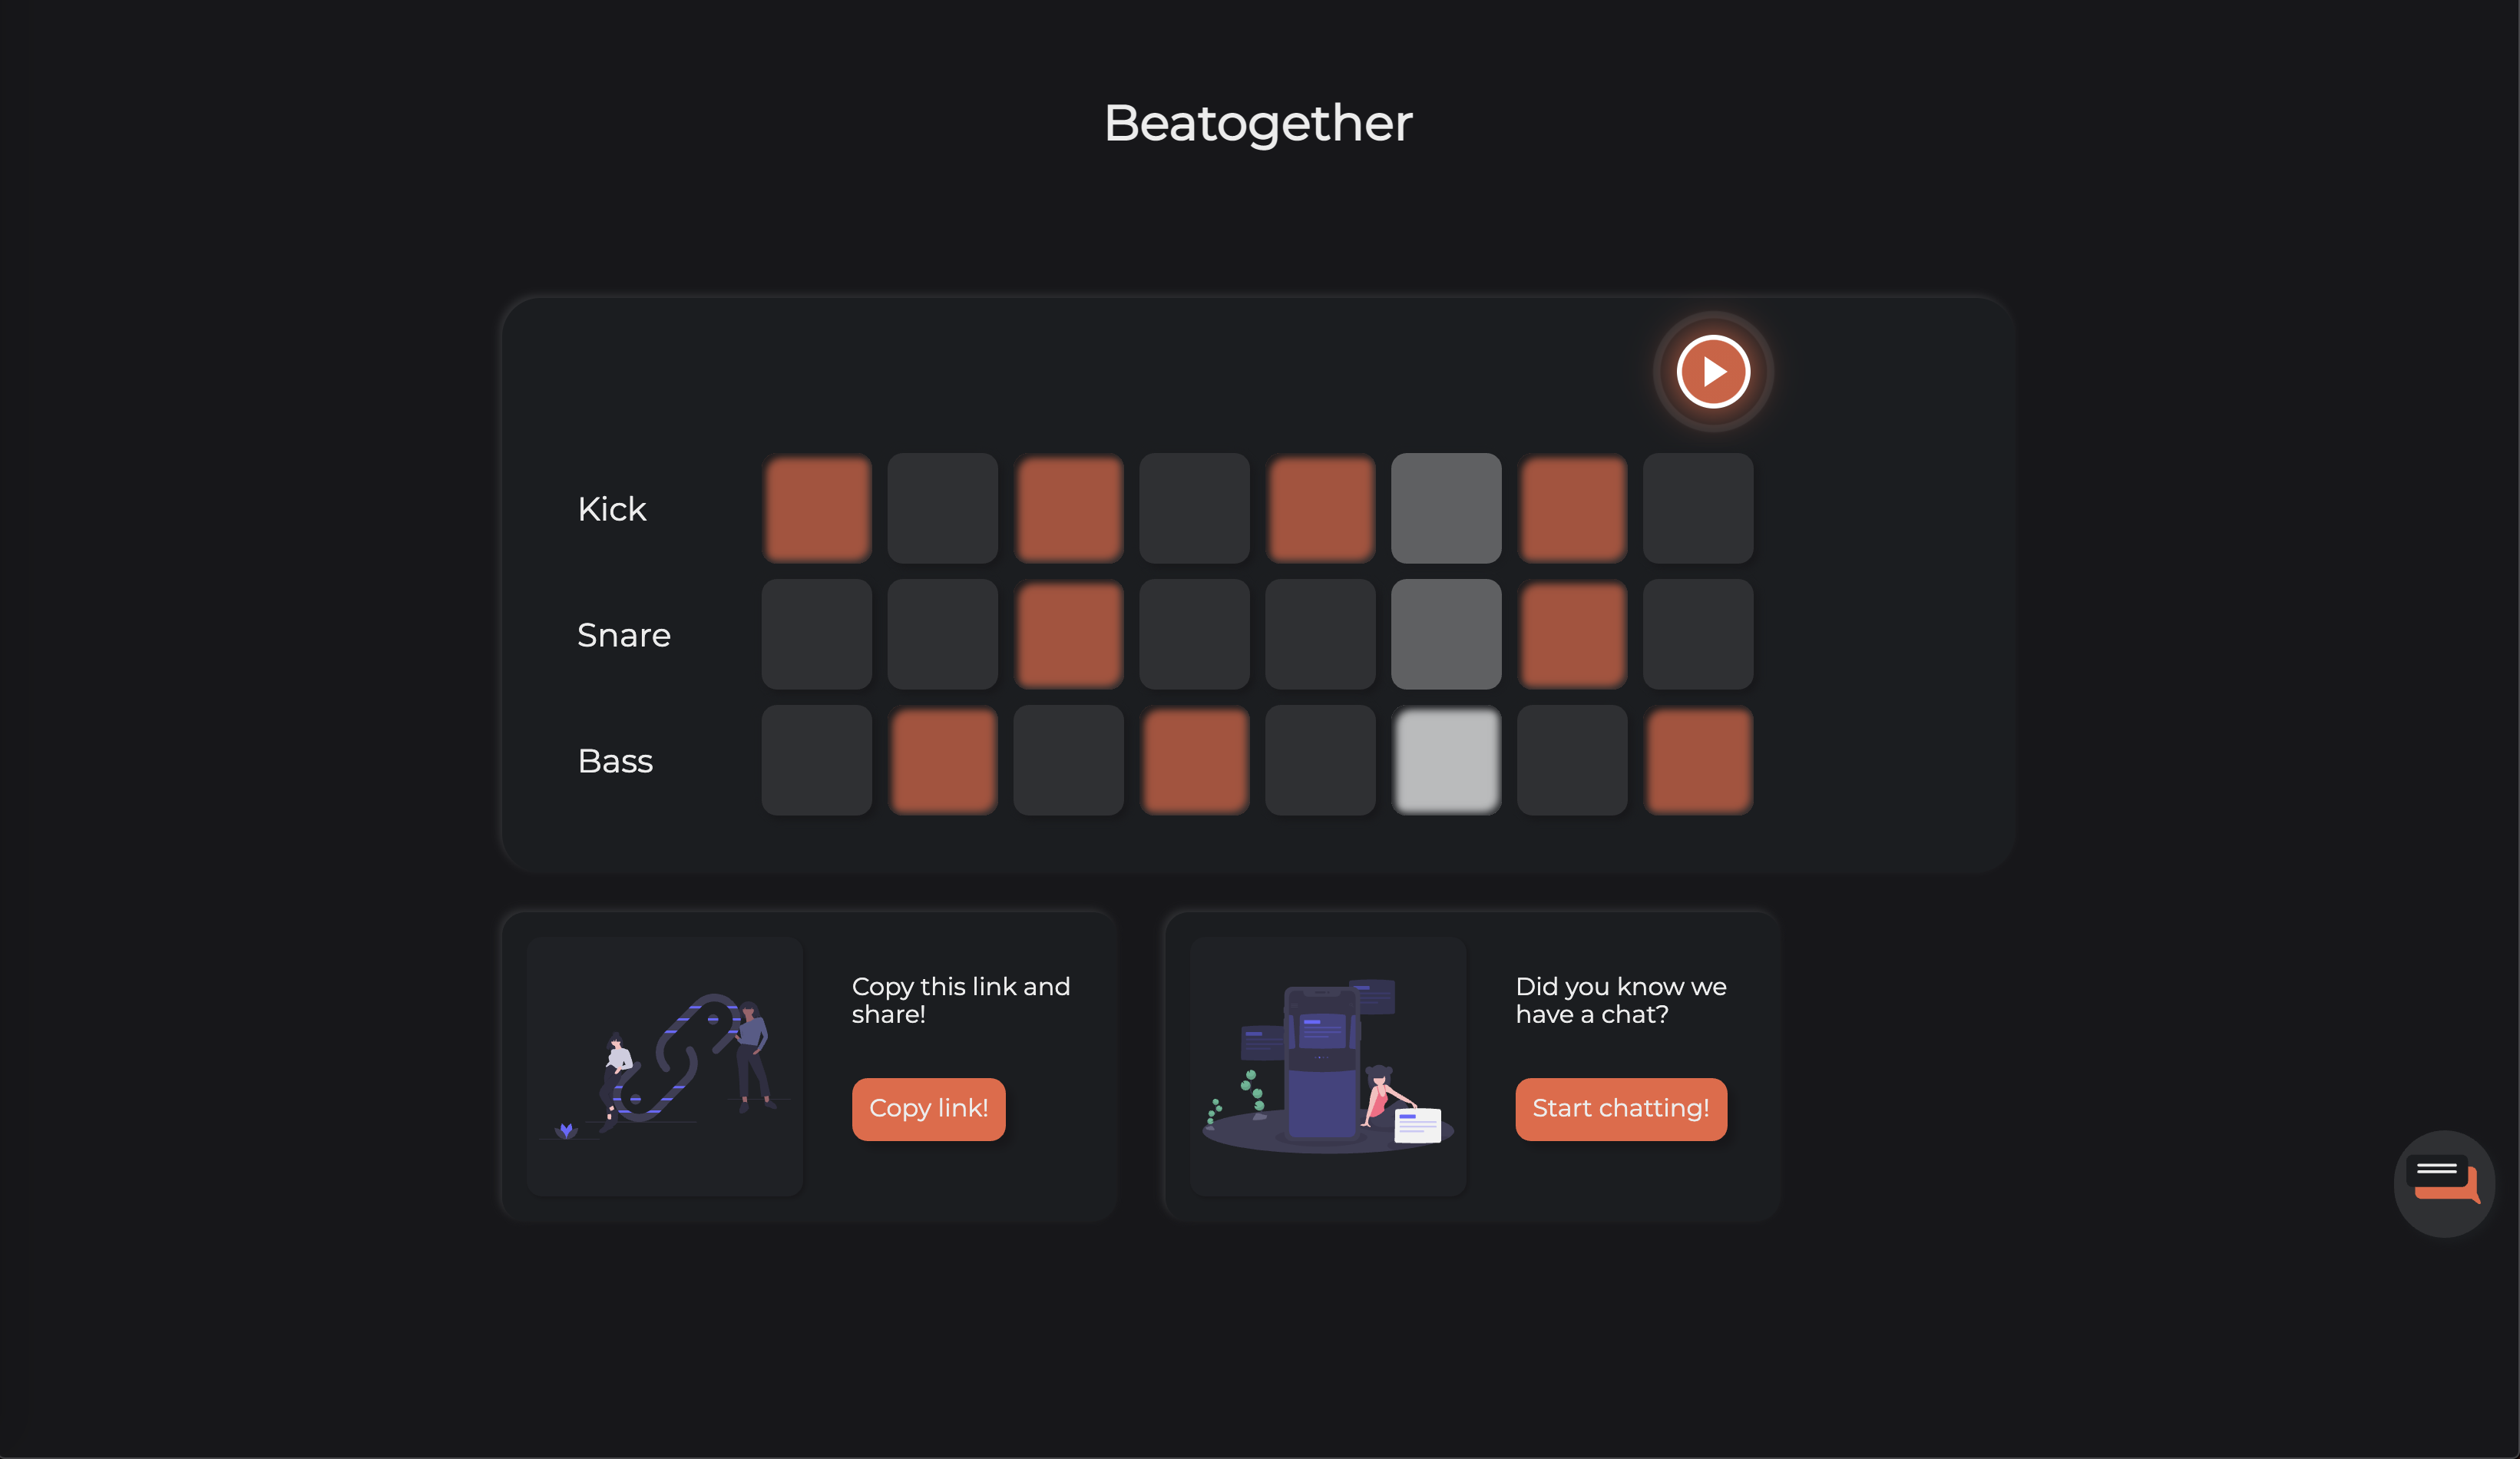 Beatogether
Kick
Snare
Bass
Copy this link and
share!
Copy link!
Did you know we
have a chat?
Start chatting!